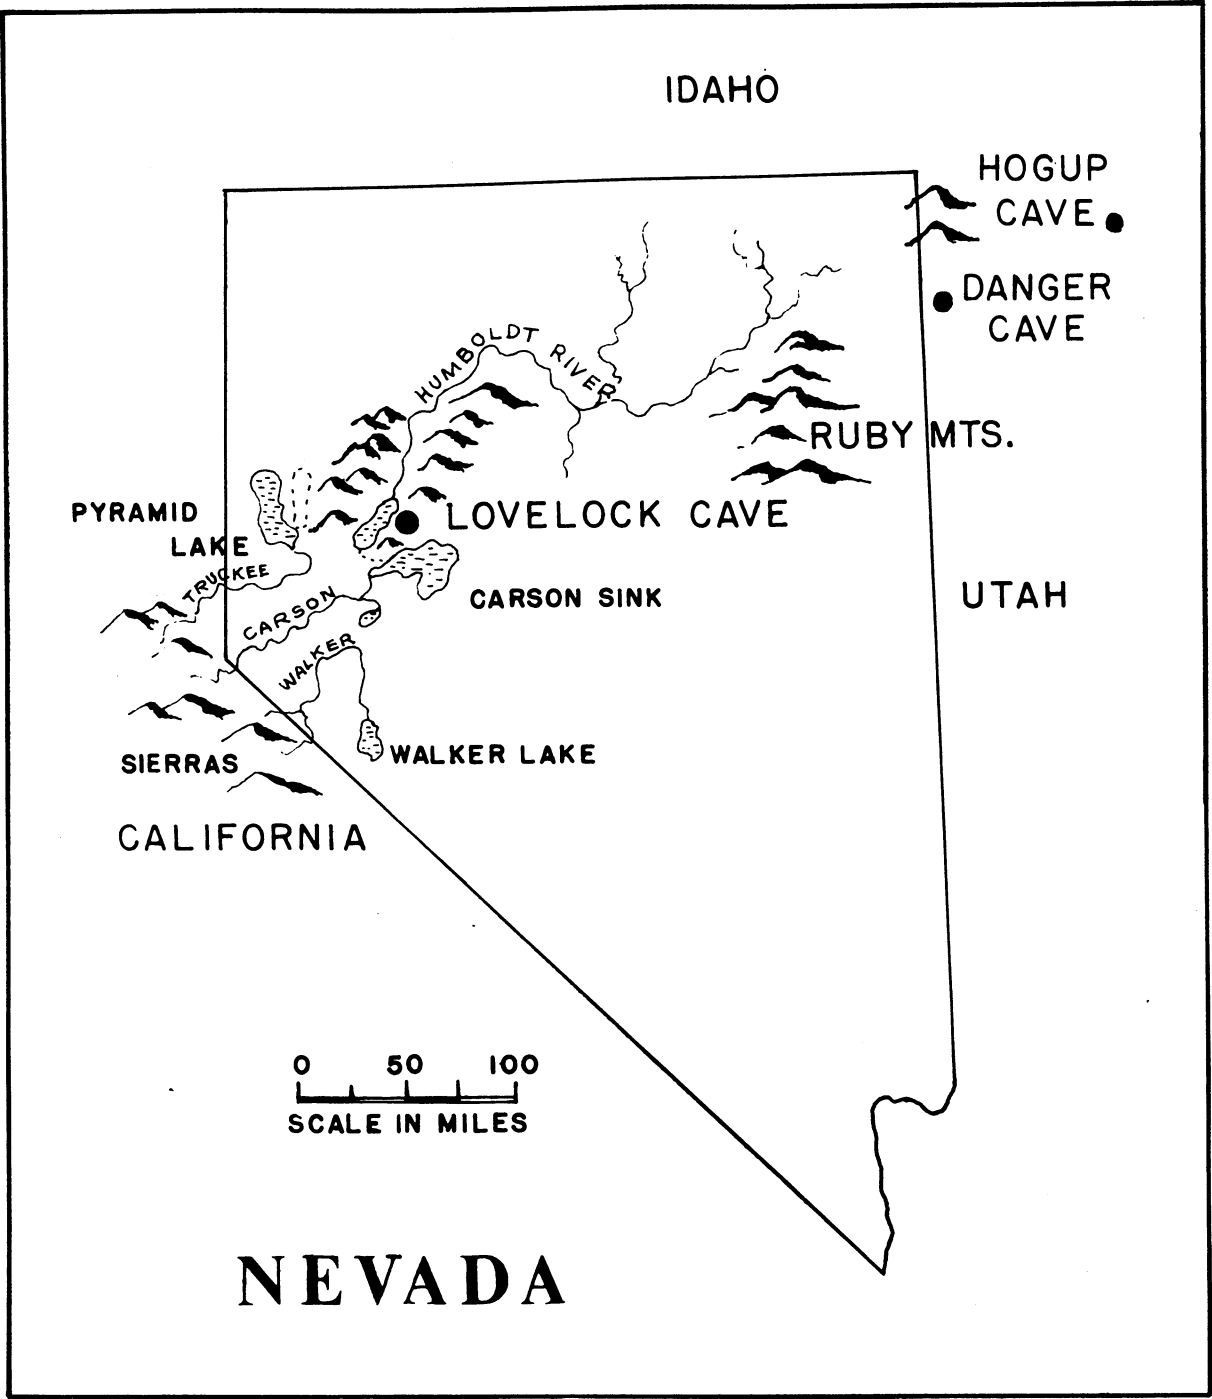 IDAHO
HOGUP
CAVE
DANGER
CAVE
HUMBOLDT RIVER
RUBY MTS.
PYRAMID
LAKE
LOVELOCK CAVE
TRUCKEE
CARSON
CARSON SINK
UTAH
WALKER
WALKER LAKE
SIERRAS
CALIFORNIA
0 50 100
SCALE IN MILES
NEVADA